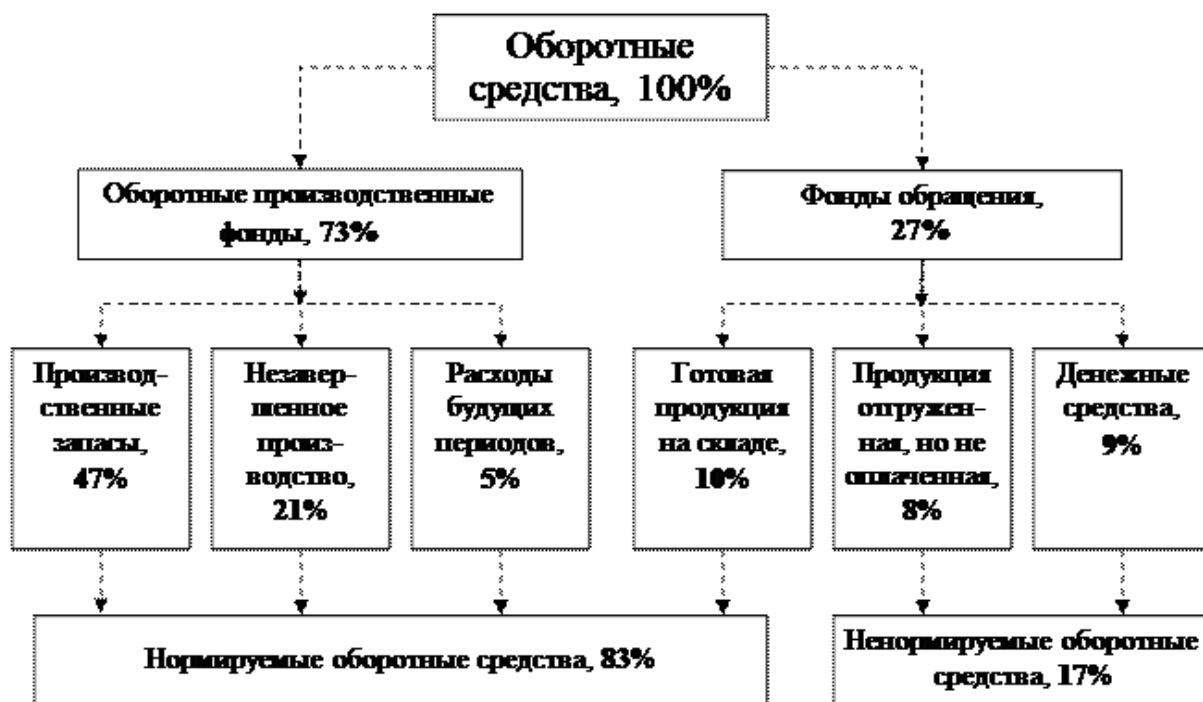 Оборотные
средства, 100%
Оборотные производственные
фонды, 73%
Фонды обращения,
27%
Производ-
ственные
запасы,
47%
Незавер-
шенное
произ-
водство,
21%
Расходы
будущих
периодов,
5%
Готовая
продукция
на складе,
10%
Продукция
отгружен-
ная, но не
оплаченная,
8%
Денежные
средства,
9%
Нормируемые оборотные средства, 83%
Ненормируемые оборотные
средства, 17%